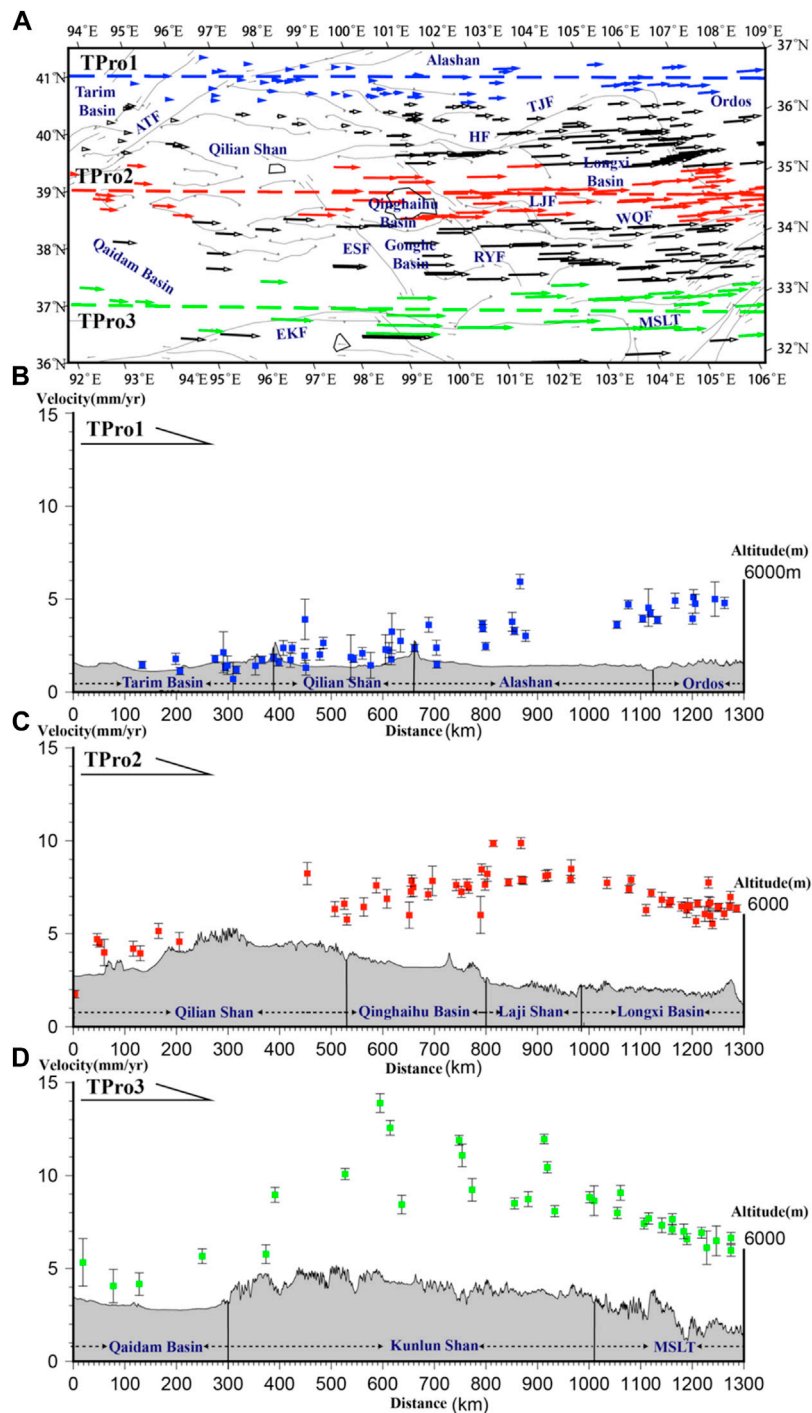 A
94°E 95°E 96°E 97°E 98°E 99°E 100°E 101°E 102°E 103°E 104°E 105°E 106°E 107°E 108°E 109°E
37°N
TPro1
Alashan
41°N
Tarim
Basin
ATF
TJF
Ordos
36°N
40°N
HF
Qilian Shan
Longxi
Basin
35°N
TPro2
39°N
Qinghaihu
Basin
LJF
WQF
34°N
38°N
Qaidam Basin
ESF
Gonghe
Basin
RYF
33°N
37°N
TPro3
EKF
MSLT
32°N
36°N
92°E 93°E 94°E 95°E 96°E 97°E 98°E 99°E 100°E 101°E 102°E 103°E 104°E 105°E 106°E
B
Velocity(mm/yr)
15
TPro1
10
Altitude(m)
6000m
5
Tarim Basin Qilian Shan Alashan Ordos
0
0 100 200 300 400 500 600 700 800 900 1000 1100 1200 1300
Distance (km)
C
Velocity(mm/yr)
15
TPro2
10
Altitude(m)
6000
5
Qilian Shan Qinghaihu Basin Laji Shan Longxi Basin
0
0 100 200 300 400 500 600 700 800 900 1000 1100 1200 1300
Distance (km)
D
Velocity(mm/yr)
15
TPro3
10
Altitude(m)
6000
5
Qaidam Basin Kunlun Shan MSLT
0
0 100 200 300 400 500 600 700 800 900 1000 1100 1200 1300
Distance (km)